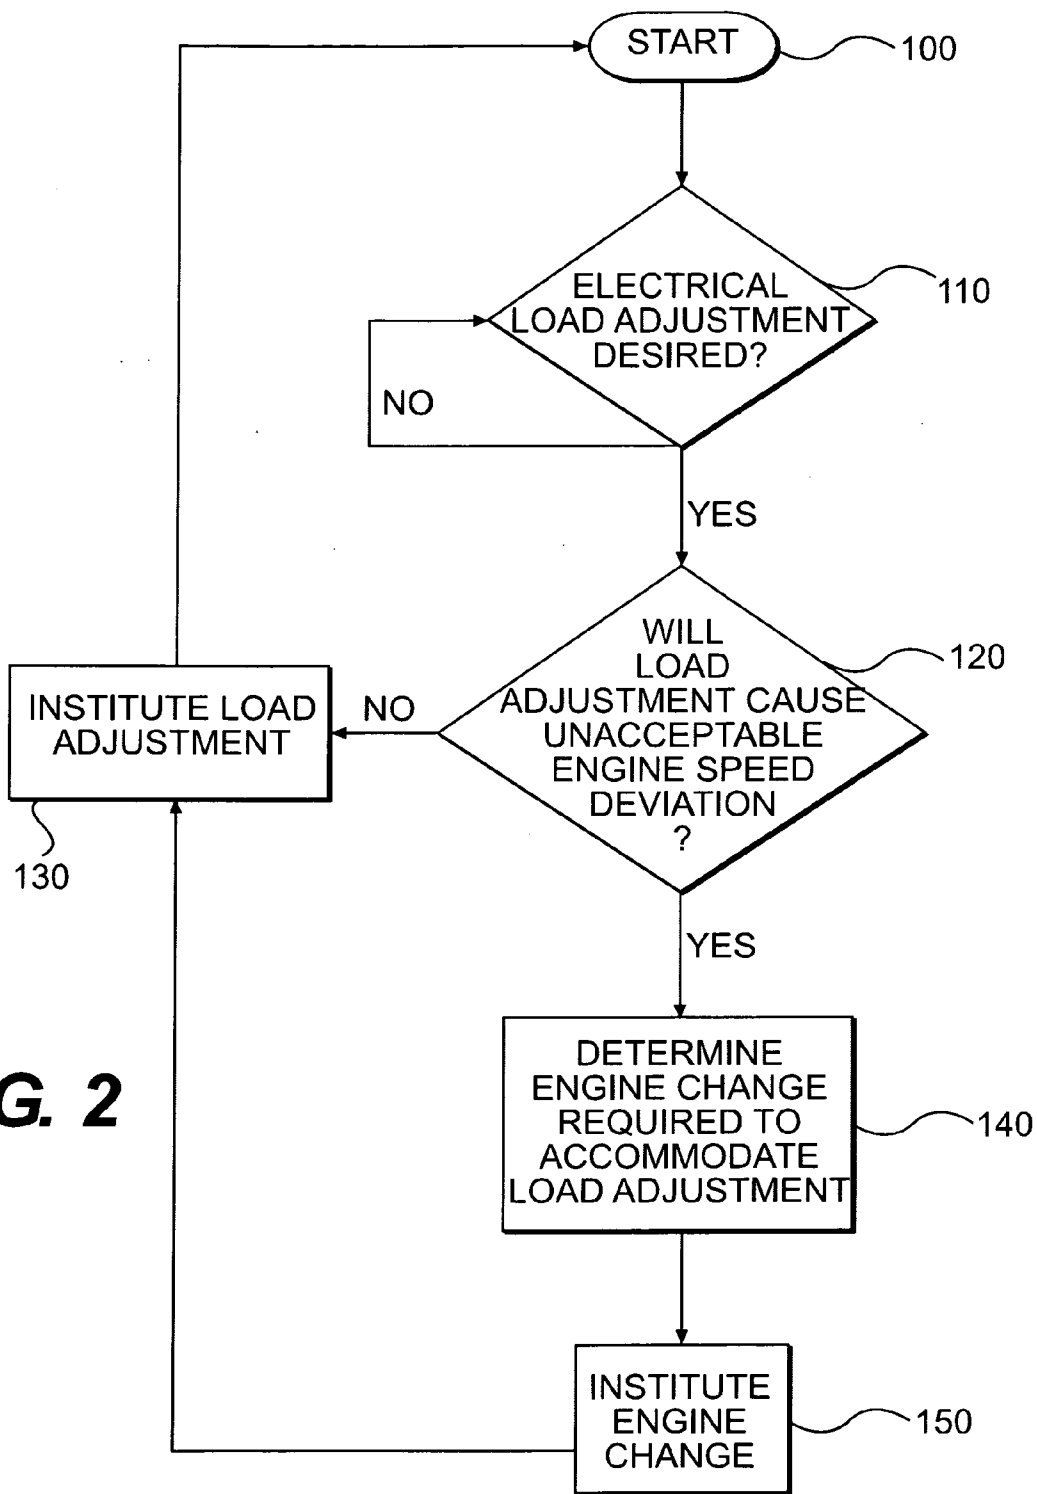 START
100
ELECTRICAL
LOAD ADJUSTMENT
DESIRED?
110
NO
YES
WILL
LOAD
ADJUSTMENT CAUSE
UNACCEPTABLE
ENGINE SPEED
DEVIATION
?
120
NO
INSTITUTE LOAD
ADJUSTMENT
130
YES
DETERMINE
ENGINE CHANGE
REQUIRED TO
ACCOMMODATE
LOAD ADJUSTMENT
140
G. 2
INSTITUTE
ENGINE
CHANGE
150